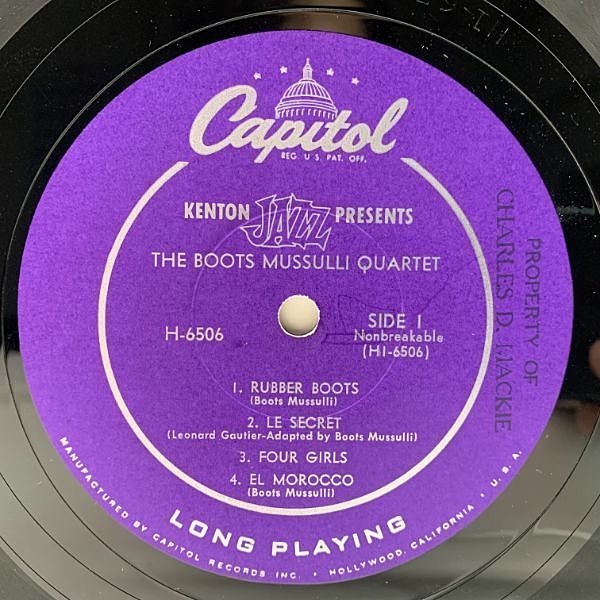 Capitol
REG. U.S. PAT. OFF.
KENTON JAZZ PRESENTS
THE BOOTS MUSSULLI QUARTET
H-6506
SIDE 1
Nonbreakable
(H1-6506)
1. RUBBER BOOTS
(Boots Mussulli)
2. LE SECRET
(Leonard Gautier-Adapted by Boots Mussulli)
3. FOUR GIRLS
4. EL MOROCCO
(Boots Mussulli)
LONG PLAYING
MANUFACTURED BY CAPITOL RECORDS INC. • HOLLYWOOD, CALIFORNIA • U.S.A.
PROPERTY OF
CHARLES D. MACKIE